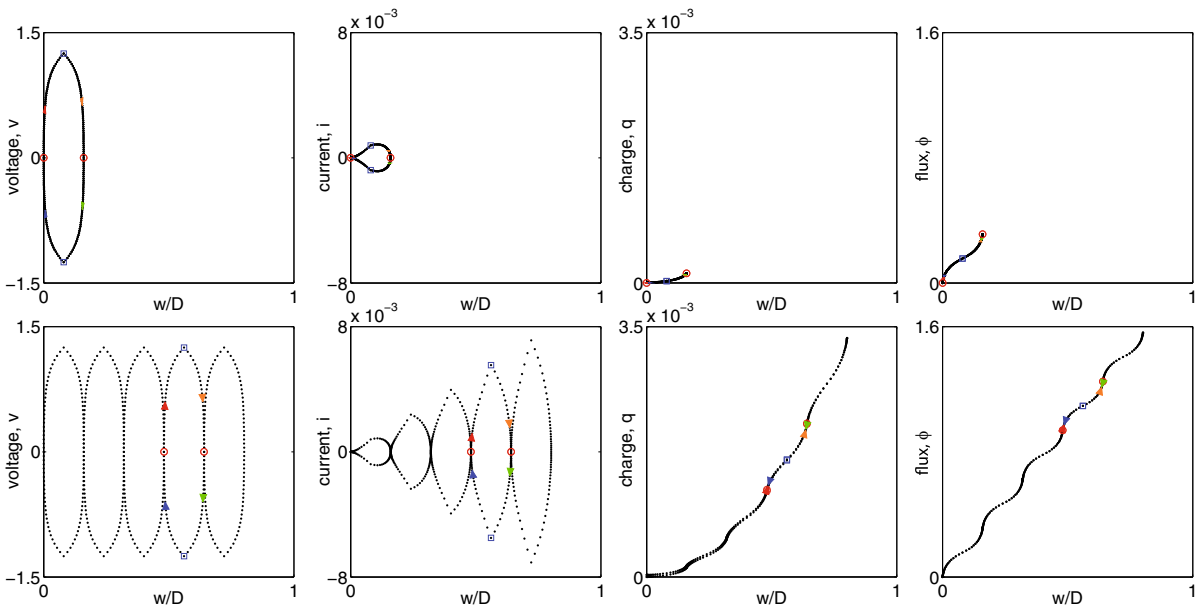 1.5
0
−1.5
voltage, v
0
1
w/D
x 10⁻³
8
0
−8
current, i
0
1
w/D
x 10⁻³
3.5
0
charge, q
0
1
w/D
1.6
0
flux, ϕ
0
1
w/D
1.5
0
−1.5
voltage, v
0
1
w/D
x 10⁻³
8
0
−8
current, i
0
1
w/D
x 10⁻³
3.5
0
charge, q
0
1
w/D
1.6
0
flux, ϕ
0
1
w/D